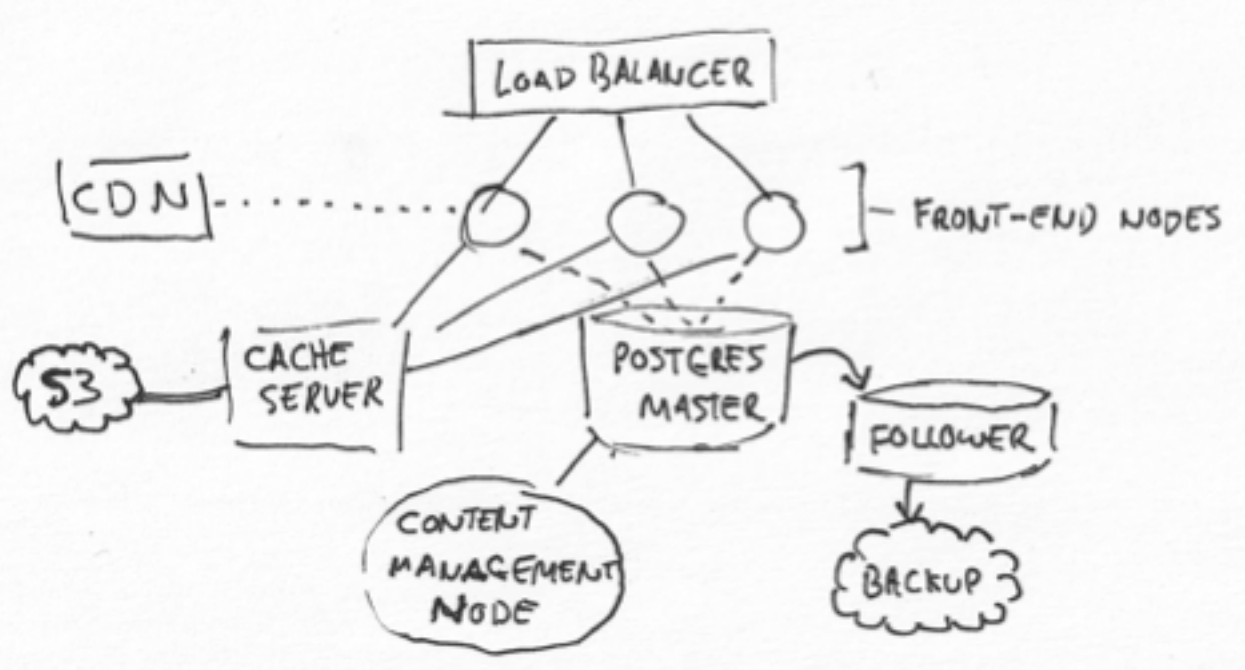 LOAD BALANCER
CDN
FRONT-END NODES
S3
CACHE
SERVER
POSTGRES
MASTER
FOLLOWER
CONTENT
MANAGEMENT
NODE
BACKUP